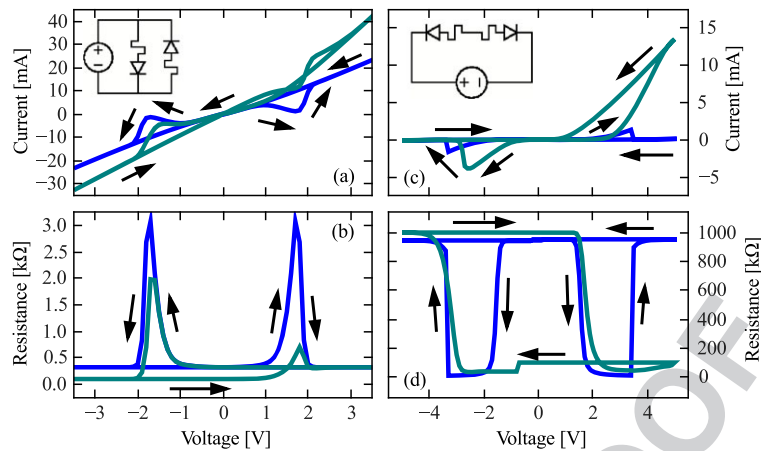 40
30
20
10
0
−10
−20
−30
Current [mA]
(a)
15
10
5
0
−5
Current [mA]
(c)
3.0
2.5
2.0
1.5
1.0
0.5
0.0
Resistance [kΩ]
(b)
−3 −2 −1 0 1 2 3
Voltage [V]
1000
800
600
400
200
0
Resistance [kΩ]
(d)
−4 −2 0 2 4
Voltage [V]
OOF